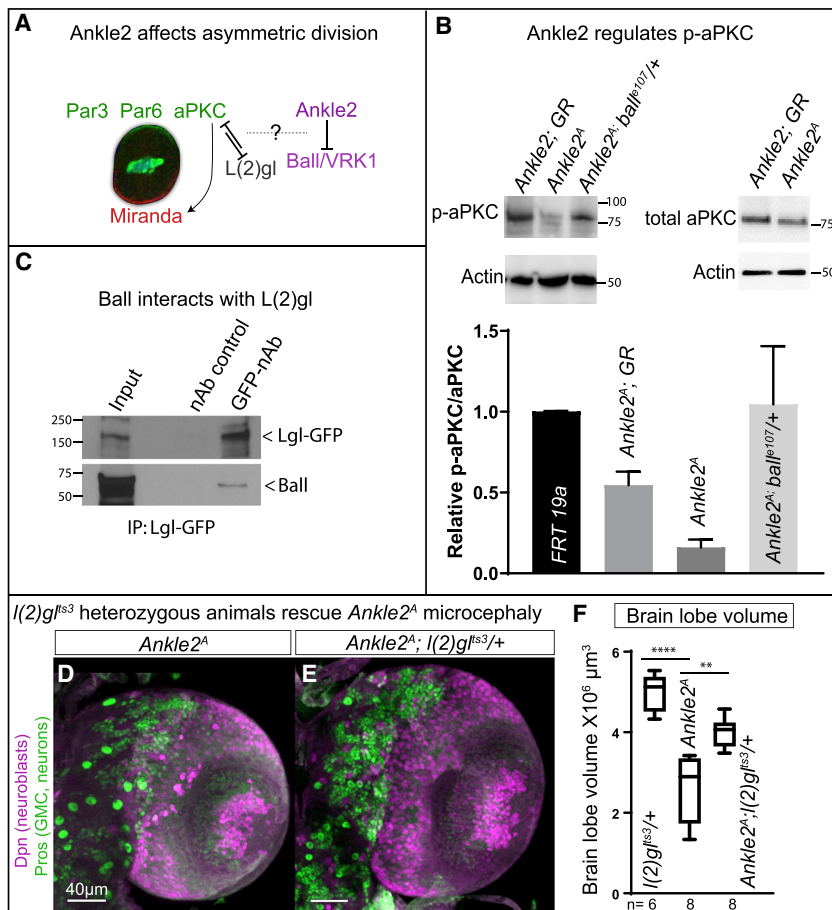 A
Ankle2 affects asymmetric division
Par3 Par6 aPKC
Ankle2
?
L(2)gl
Ball/VRK1
Miranda
B
Ankle2 regulates p-aPKC
Ankle2; GR
Ankle2ᴬ
Ankle2ᴬ; ballᵉ¹⁰⁷/+
p-aPKC
100
75
Actin
50
Ankle2; GR
Ankle2ᴬ
total aPKC
75
Actin
50
Relative p-aPKC/aPKC
1.5
1.0
0.5
0.0
FRT 19a
Ankle2ᴬ; GR
Ankle2ᴬ
Ankle2ᴬ; ballᵉ¹⁰⁷/+
C
Ball interacts with L(2)gl
Input
nAb control
GFP-nAb
250
150
< Lgl-GFP
75
50
< Ball
IP: Lgl-GFP
l(2)glᵗˢ³ heterozygous animals rescue Ankle2ᴬ microcephaly
Ankle2ᴬ
Ankle2ᴬ; l(2)glᵗˢ³/+
D
E
Dpn (neuroblasts)
Pros (GMC, neurons)
40µm
F
Brain lobe volume
Brain lobe volume X10⁶ µm³
6
4
2
0
****
**
l(2)glᵗˢ³/+
Ankle2ᴬ
Ankle2ᴬ;l(2)glᵗˢ³/+
n= 6 8 8